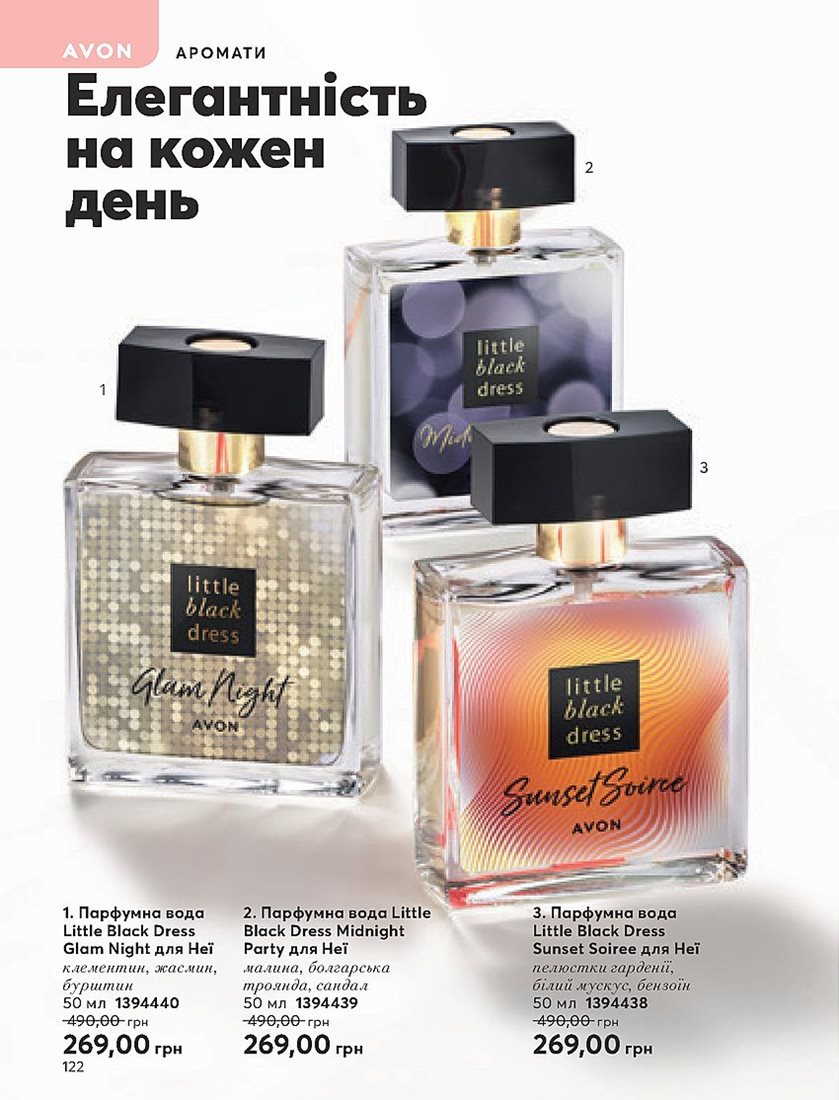 AVON
АРОМАТИ
Елегантність
на кожен
день
2
little
black
dress
1
3
little
black
dress
Glam Night
AVON
little
black
dress
Sunset Soiree
AVON
1. Парфумна вода
Little Black Dress
Glam Night для Неї
клементин, жасмин,
бурштин
50 мл 1394440
490,00 грн
269,00 грн
2. Парфумна вода Little
Black Dress Midnight
Party для Неї
малина, болгарська
троянда, сандал
50 мл 1394439
490,00 грн
269,00 грн
3. Парфумна вода
Little Black Dress
Sunset Soiree для Неї
пелюстки гарденії,
білий мускус, бензоїн
50 мл 1394438
490,00 грн
269,00 грн
122